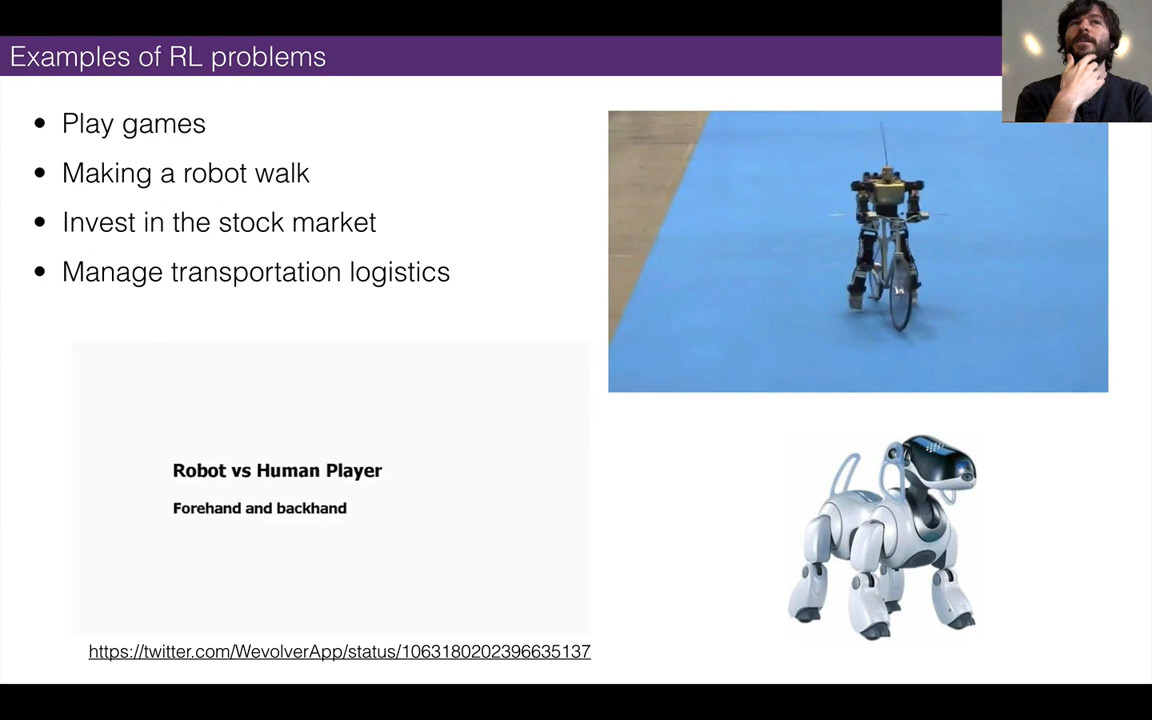 Examples of RL problems
• Play games
• Making a robot walk
• Invest in the stock market
• Manage transportation logistics
Robot vs Human Player
Forehand and backhand
https://twitter.com/WevolverApp/status/1063180202396635137